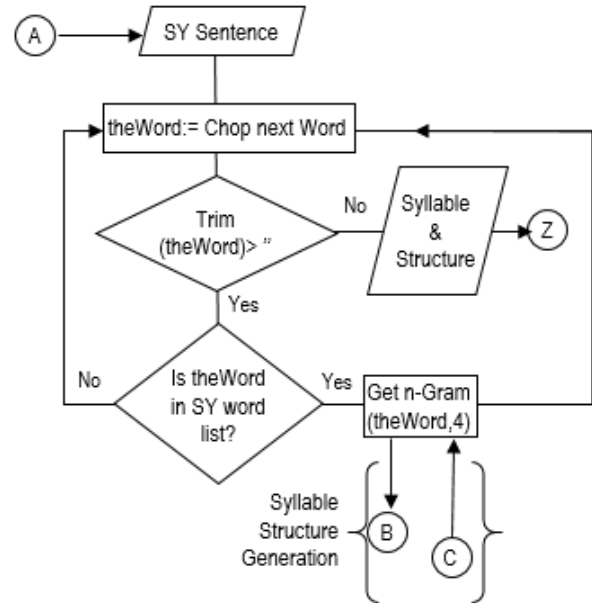 A
SY Sentence
theWord:= Chop next Word
Trim
(theWord)> ”
No
Syllable
&
Structure
Z
Yes
No
Is theWord
in SY word
list?
Yes
Get n-Gram
(theWord,4)
Syllable
Structure
Generation
B
C